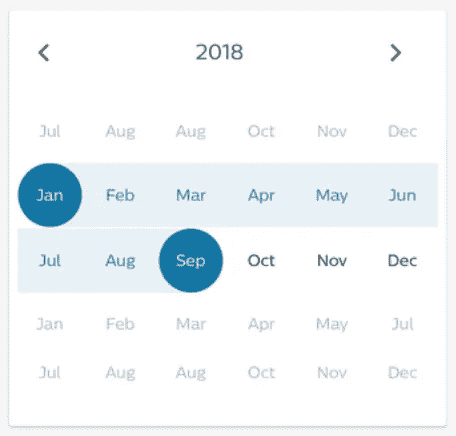 2018
Jul Aug Aug Oct Nov Dec
Jan Feb Mar Apr May Jun
Jul Aug Sep Oct Nov Dec
Jan Feb Mar Apr May Jul
Jul Aug Aug Oct Nov Dec